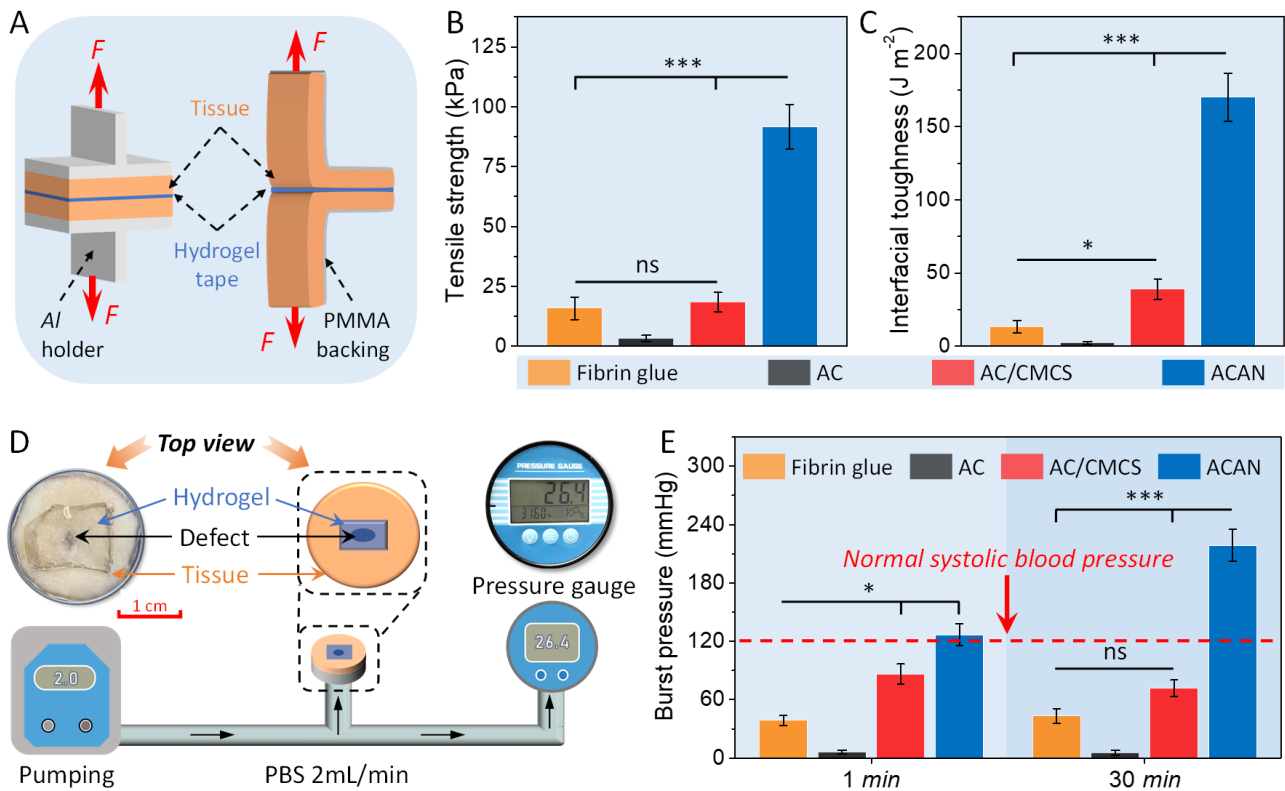 A
F
F
Tissue
Hydrogel
tape
Al
holder
F
F
PMMA
backing
B
Tensile strength (kPa)
125
100
75
50
25
0
***
ns
C
Interfacial toughness (J m⁻²)
200
150
100
50
0
***
*
Fibrin glue
AC
AC/CMCS
ACAN
D
Top view
Hydrogel
Defect
Tissue
1 cm
PRESSURE GAUGE
26.4
Pressure gauge
26.4
2.0
Pumping
PBS 2mL/min
E
Fibrin glue
AC
AC/CMCS
ACAN
Burst pressure (mmHg)
300
240
180
120
60
0
***
Normal systolic blood pressure
*
ns
1 min
30 min